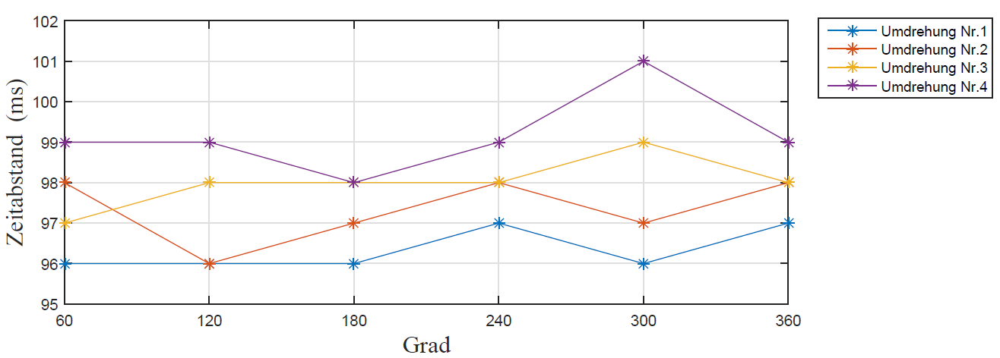 102
101
100
99
98
97
96
95
Zeitabstand (ms)
60 120 180 240 300 360
Grad
Umdrehung Nr.1
Umdrehung Nr.2
Umdrehung Nr.3
Umdrehung Nr.4